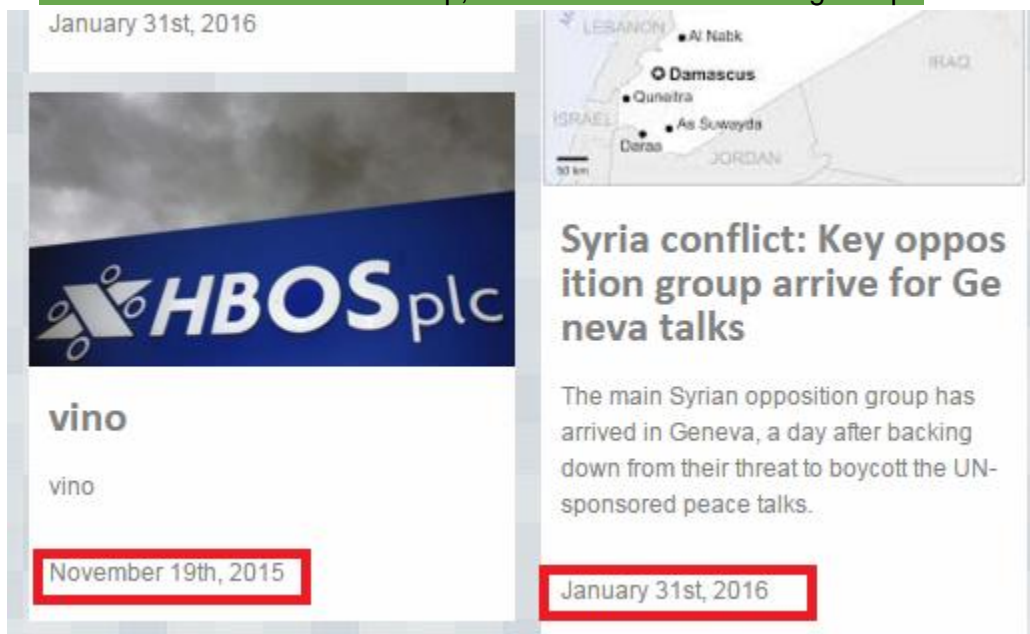 January 31st, 2016
HBOSplc
vino
vino
November 19th, 2015
LEBANON
Al Nabk
IRAQ
Damascus
Quneitra
ISRAEL
As Suwayda
Daraa
JORDAN
50 km
Syria conflict: Key oppos
ition group arrive for Ge
neva talks
The main Syrian opposition group has
arrived in Geneva, a day after backing
down from their threat to boycott the UN-
sponsored peace talks.
January 31st, 2016